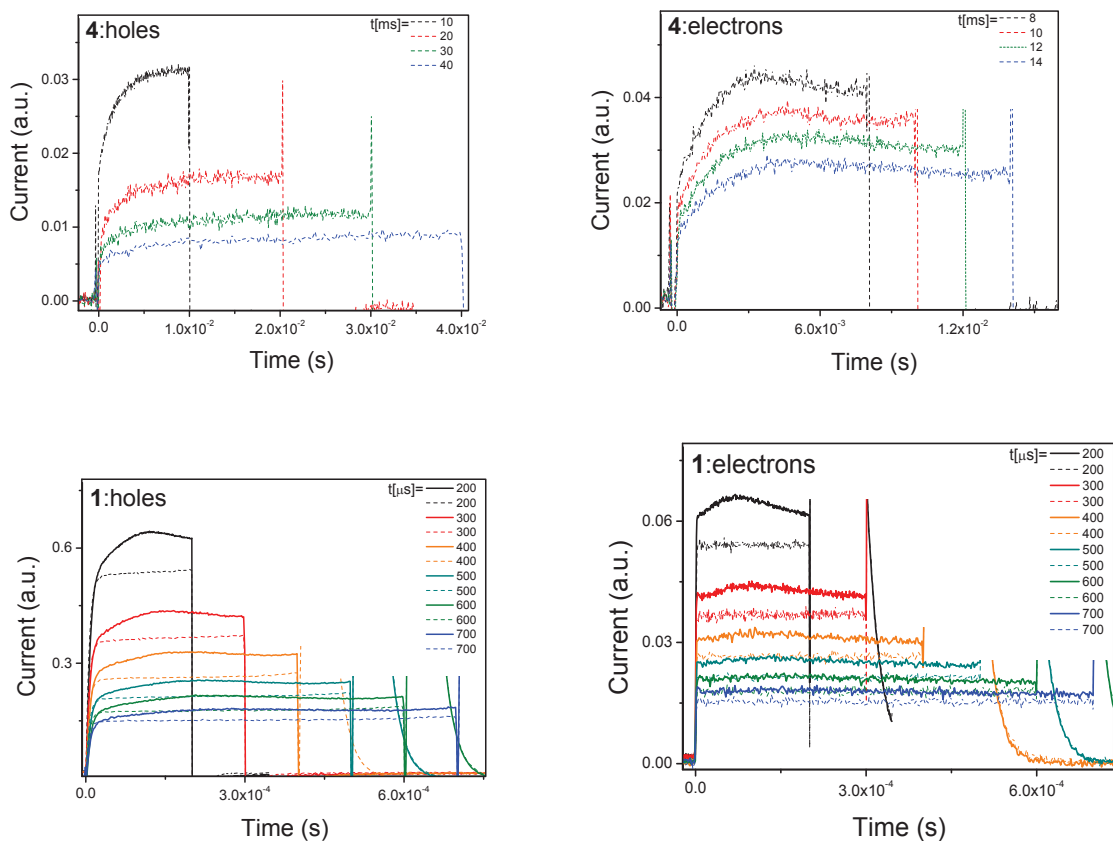 4:holes
t[ms]=
10
20
30
40
Current (a.u.)
0.03
0.02
0.01
0.00
0.0
1.0x10⁻²
2.0x10⁻²
3.0x10⁻²
4.0x10⁻²
Time (s)
4:electrons
t[ms]=
8
10
12
14
Current (a.u.)
0.04
0.02
0.00
0.0
6.0x10⁻³
1.2x10⁻²
Time (s)
1:holes
t[μs]=
200
200
300
300
400
400
500
500
600
600
700
700
Current (a.u.)
0.6
0.3
0.0
3.0x10⁻⁴
6.0x10⁻⁴
Time (s)
1:electrons
t[μs]=
200
200
300
300
400
400
500
500
600
600
700
700
Current (a.u.)
0.06
0.03
0.00
0.0
3.0x10⁻⁴
6.0x10⁻⁴
Time (s)